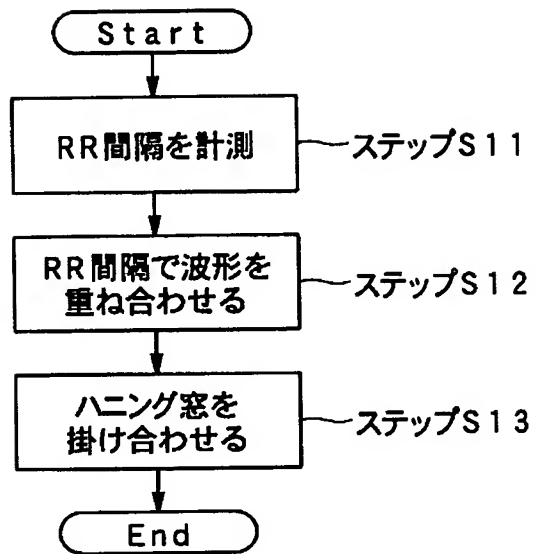 Start
RR間隔を計測
ステップS11
RR間隔で波形を
重ね合わせる
ステップS12
ハニング窓を
掛け合わせる
ステップS13
End